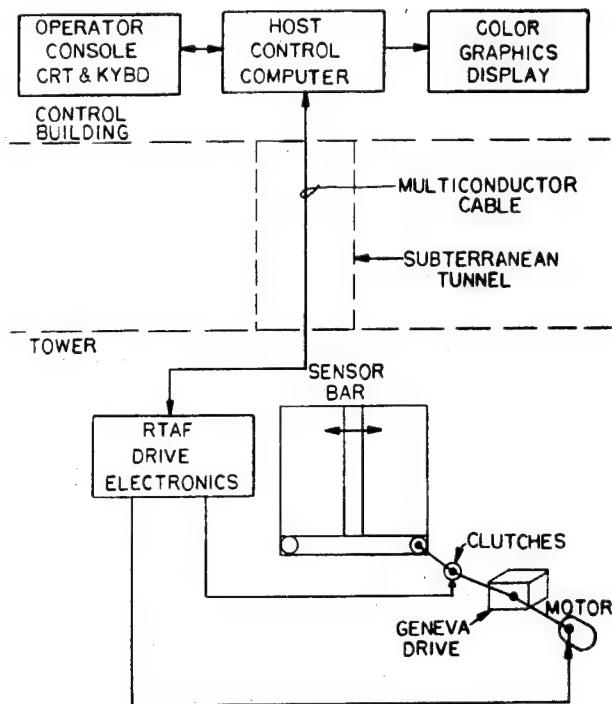 OPERATOR
CONSOLE
CRT & KYBD
HOST
CONTROL
COMPUTER
COLOR
GRAPHICS
DISPLAY
CONTROL
BUILDING
MULTICONDUCTOR
CABLE
SUBTERRANEAN
TUNNEL
TOWER
SENSOR
BAR
RTAF
DRIVE
ELECTRONICS
CLUTCHES
MOTOR
GENEVA
DRIVE